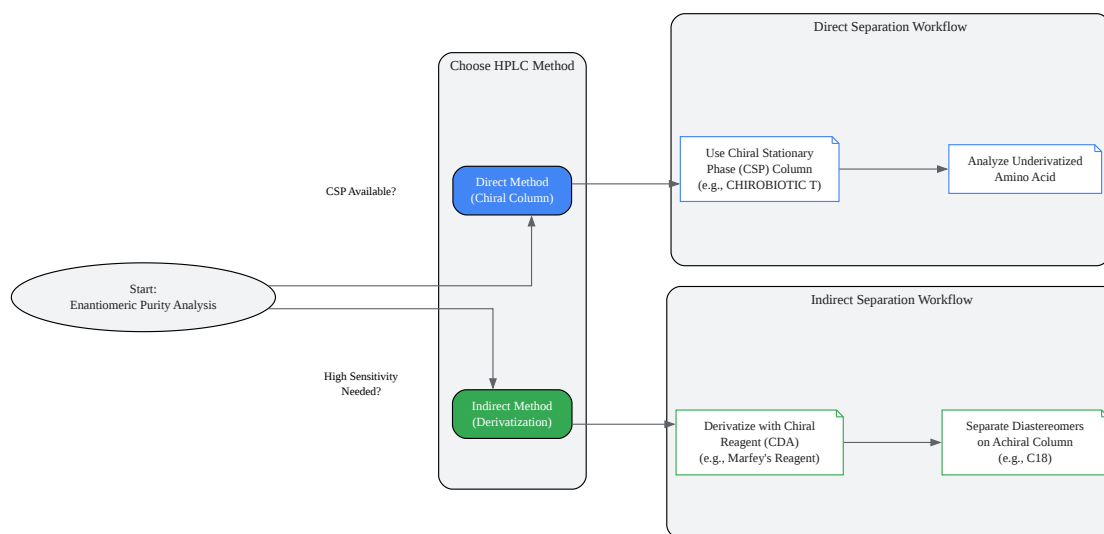 Direct Separation Workflow
Choose HPLC Method
Use Chiral Stationary
Phase (CSP) Column
(e.g., CHIROBIOTIC T)
Analyze Underivatized
Amino Acid
CSP Available?
Direct Method
(Chiral Column)
Start:
Enantiomeric Purity Analysis
Indirect Separation Workflow
High Sensitivity
Needed?
Indirect Method
(Derivatization)
Derivatize with Chiral
Reagent (CDA)
(e.g., Marfey's Reagent)
Separate Diastereomers
on Achiral Column
(e.g., C18)